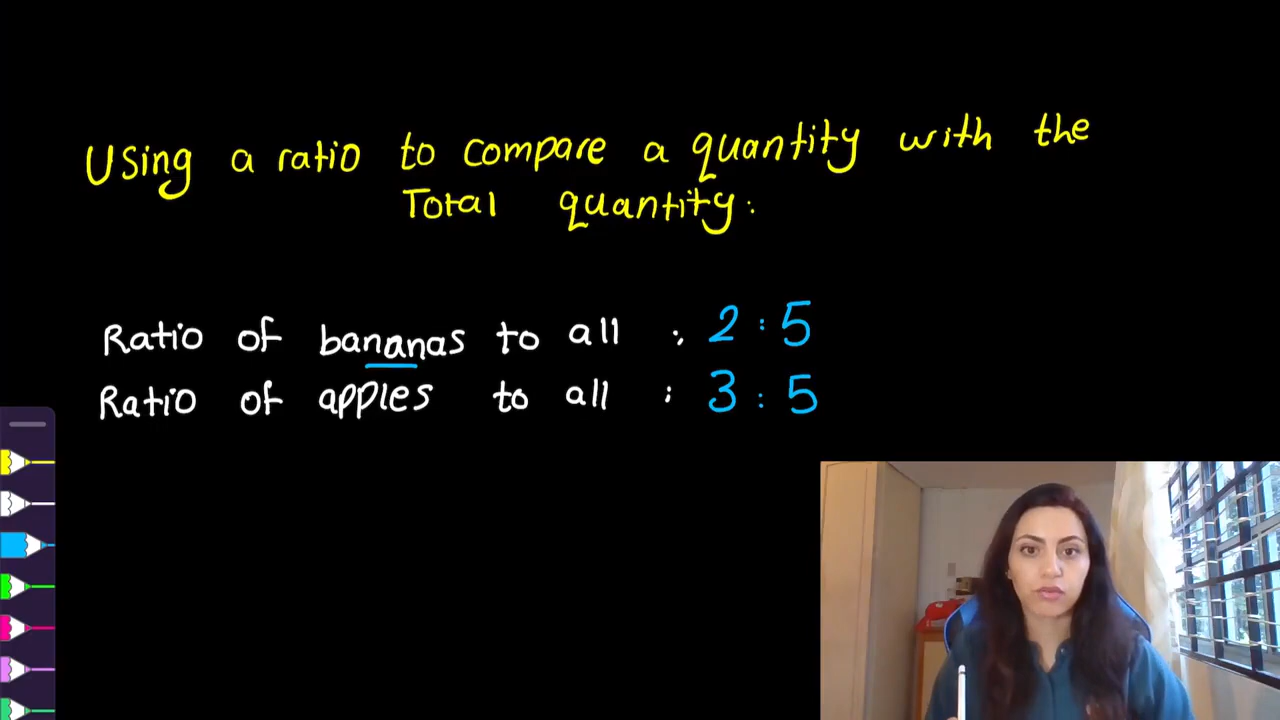 Using a ratio to compare a quantity with the
Total quantity:
Ratio of bananas to all : 2 : 5
Ratio of apples to all : 3 : 5